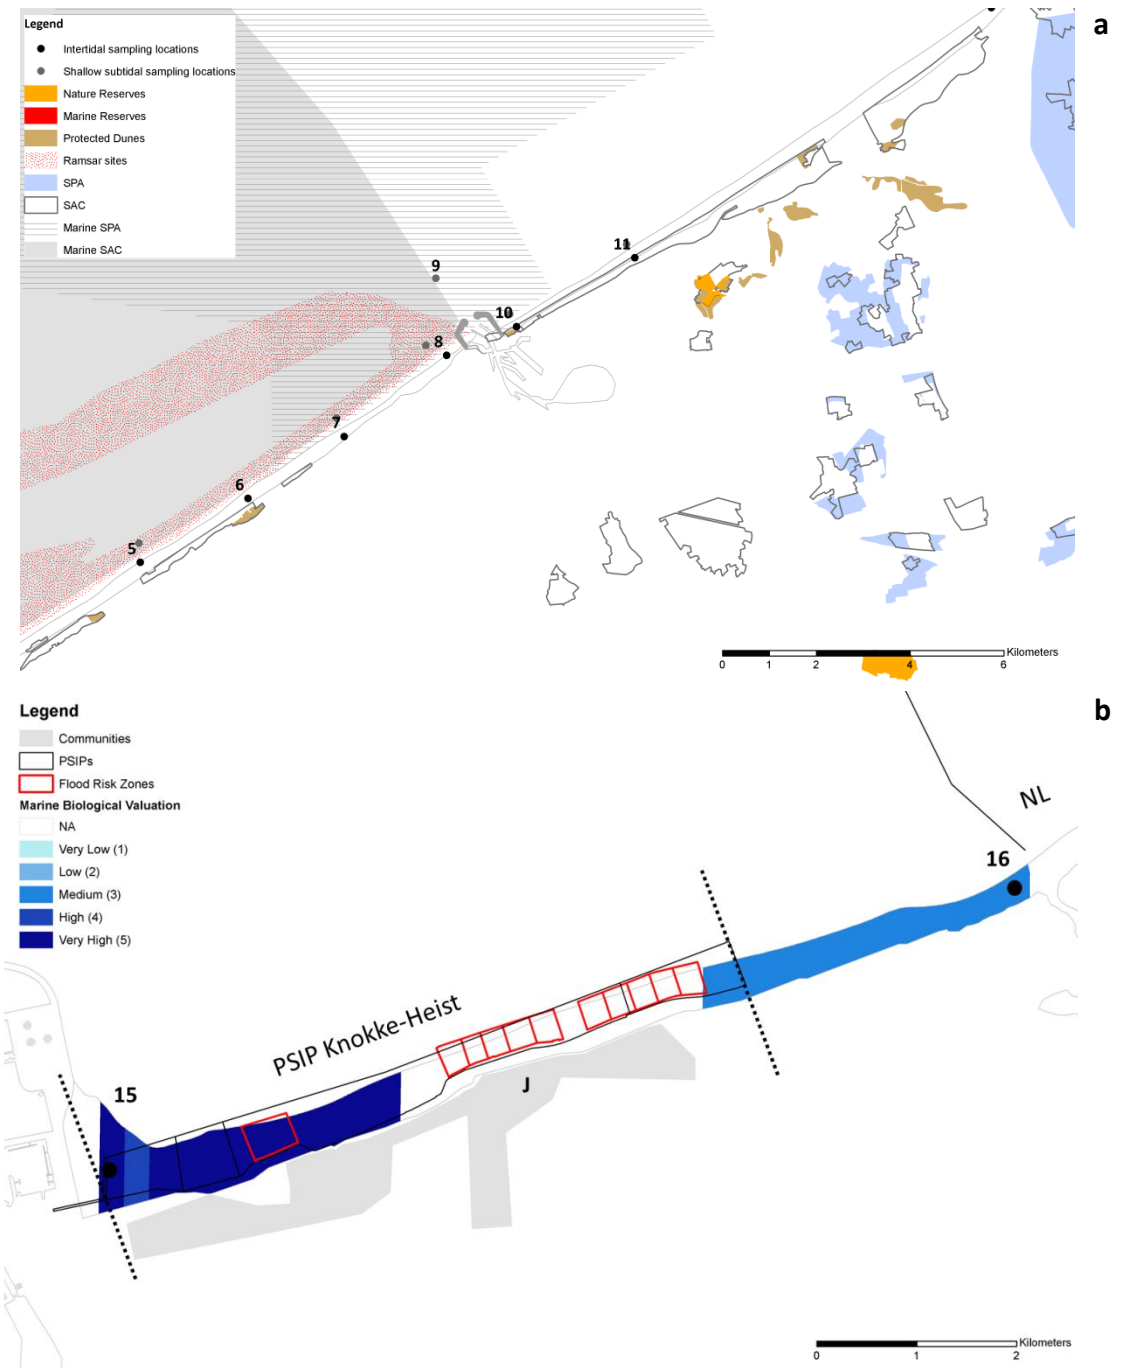 a
Legend
Intertidal sampling locations
Shallow subtidal sampling locations
Nature Reserves
Marine Reserves
Protected Dunes
Ramsar sites
SPA
SAC
Marine SPA
Marine SAC
11
9
10
8
7
6
5
Kilometers
0 1 2 4 6
b
Legend
Communities
PSIPs
Flood Risk Zones
Marine Biological Valuation
NA
Very Low (1)
Low (2)
Medium (3)
High (4)
Very High (5)
NL
16
PSIP Knokke-Heist
J
15
Kilometers
0 1 2